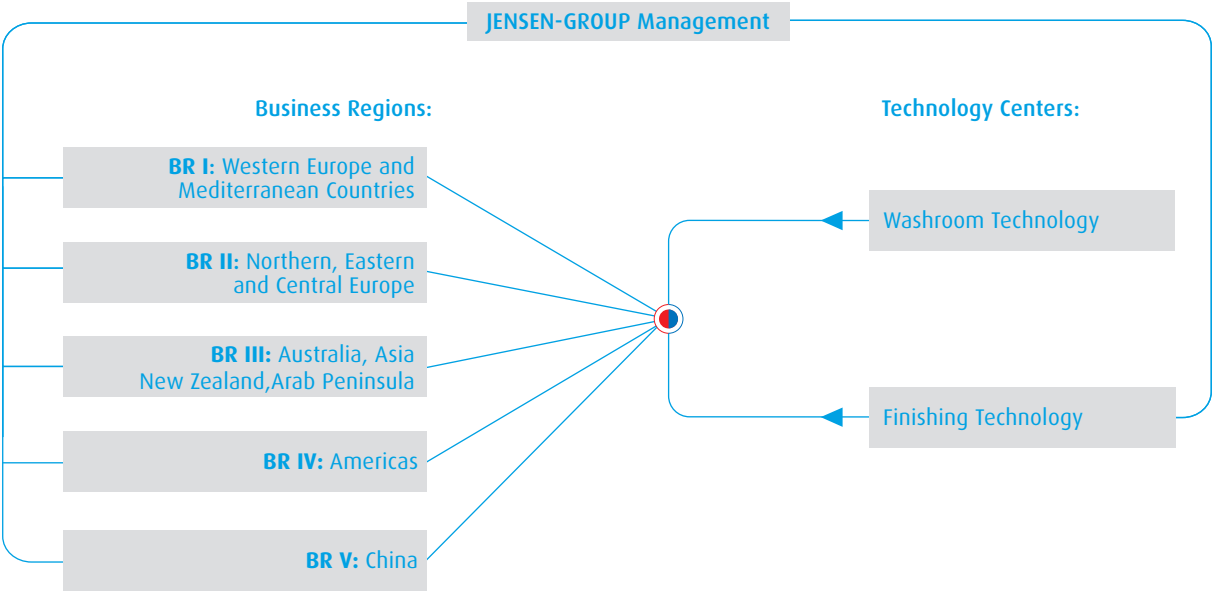 JENSEN-GROUP Management
Business Regions:
BR I: Western Europe and
Mediterranean Countries
BR II: Northern, Eastern
and Central Europe
BR III: Australia, Asia
New Zealand,Arab Peninsula
BR IV: Americas
BR V: China
Technology Centers:
Washroom Technology
Finishing Technology